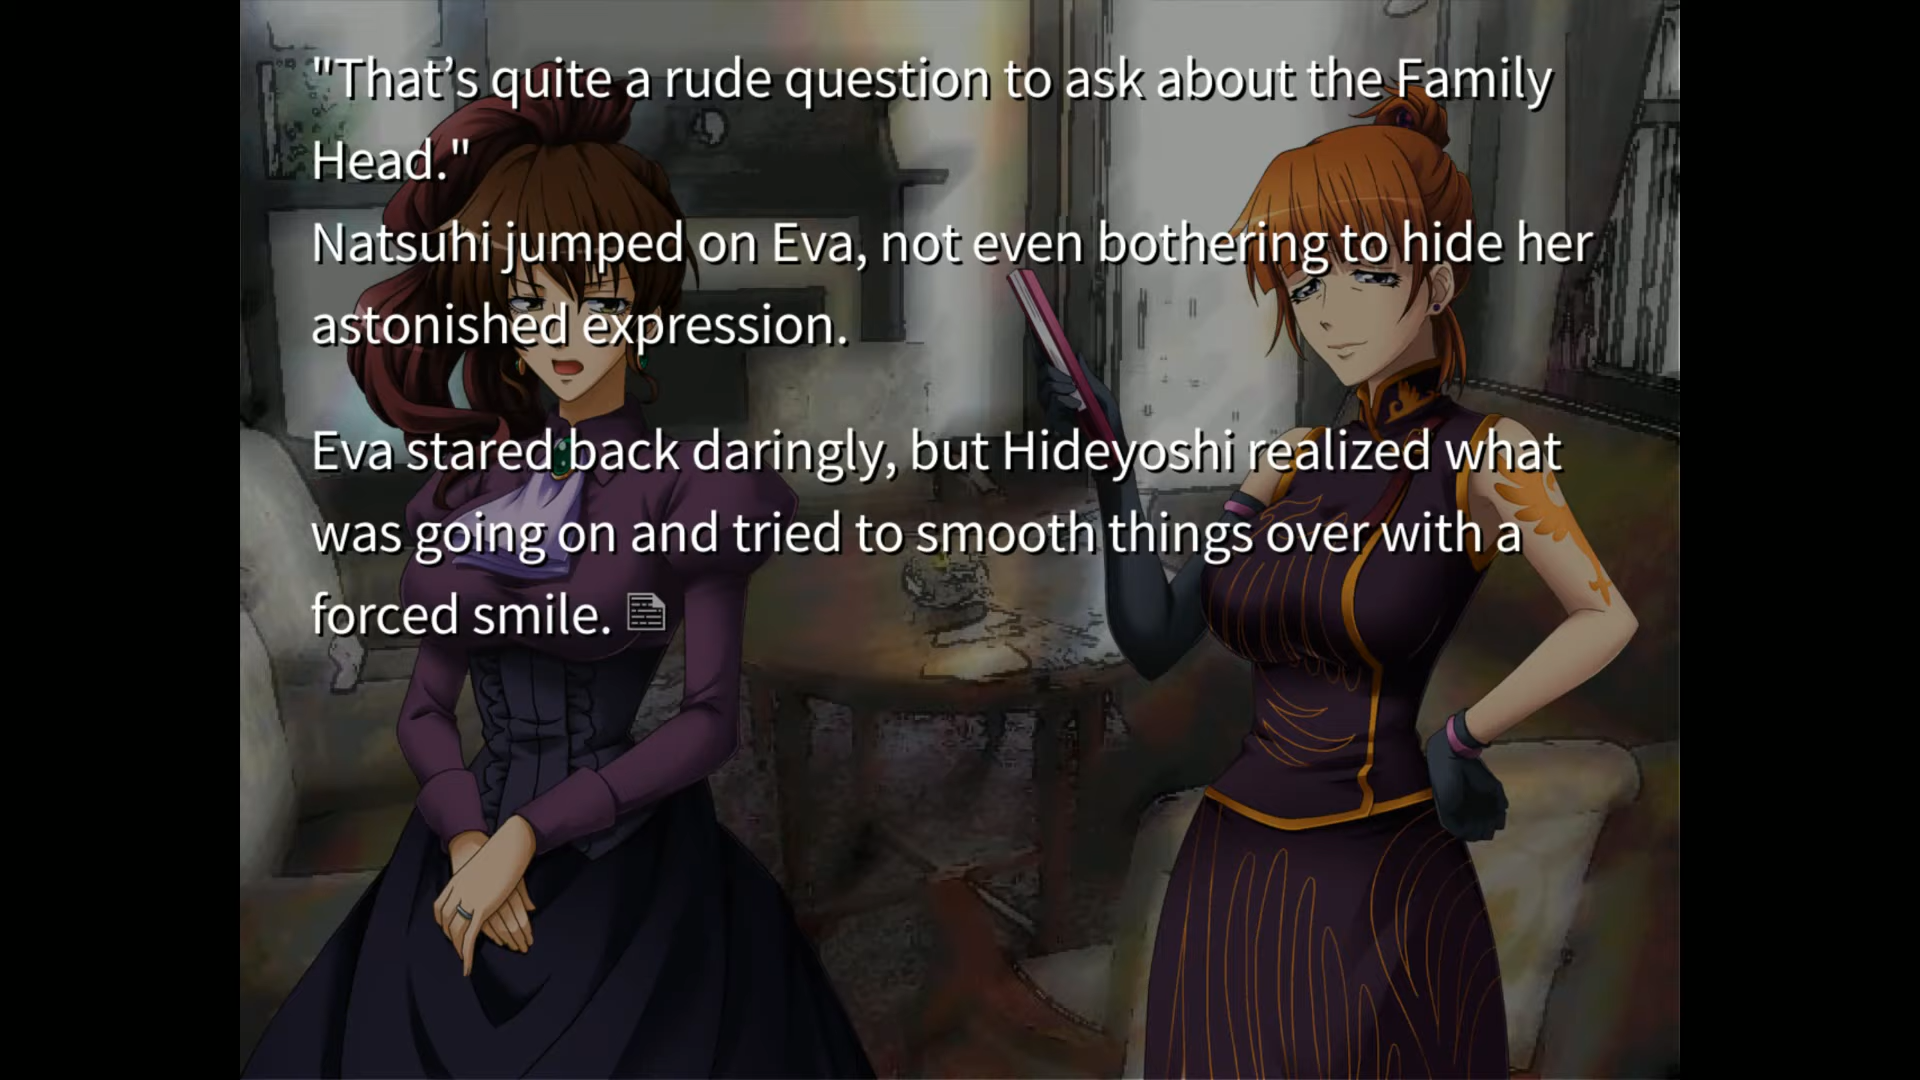 "That’s quite a rude question to ask about the Family
Head."
Natsuhi jumped on Eva, not even bothering to hide her
astonished expression.
Eva stared back daringly, but Hideyoshi realized what
was going on and tried to smooth things over with a
forced smile.